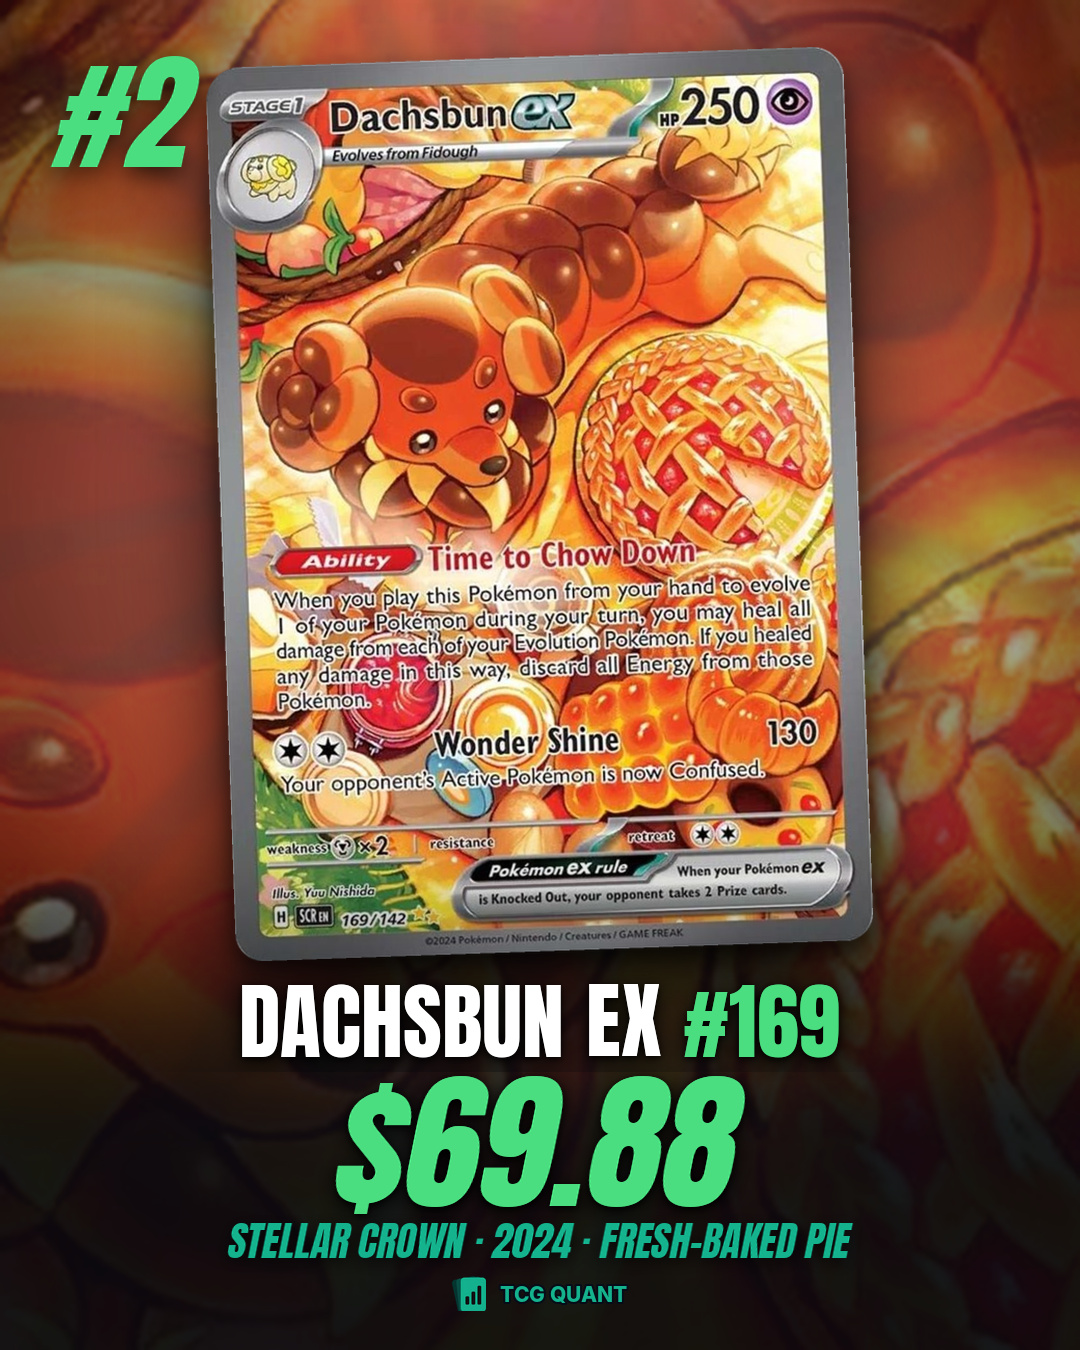 #2
STAGE1
Dachsbun ex
HP 250
Evolves from Fidough
Ability Time to Chow Down
When you play this Pokémon from your hand to evolve
1 of your Pokémon during your turn, you may heal all
damage from each of your Evolution Pokémon. If you healed
any damage in this way, discard all Energy from those
Pokémon.
Wonder Shine 130
Your opponent's Active Pokémon is now Confused.
weakness ×2 resistance retreat
Pokémon ex rule When your Pokémon ex
is Knocked Out, your opponent takes 2 Prize cards.
Illus. Yuu Nishida
H SCR EN 169/142
©2024 Pokémon / Nintendo / Creatures / GAME FREAK
DACHSBUN EX #169
$69.88
STELLAR CROWN · 2024 · FRESH-BAKED PIE
TCG QUANT